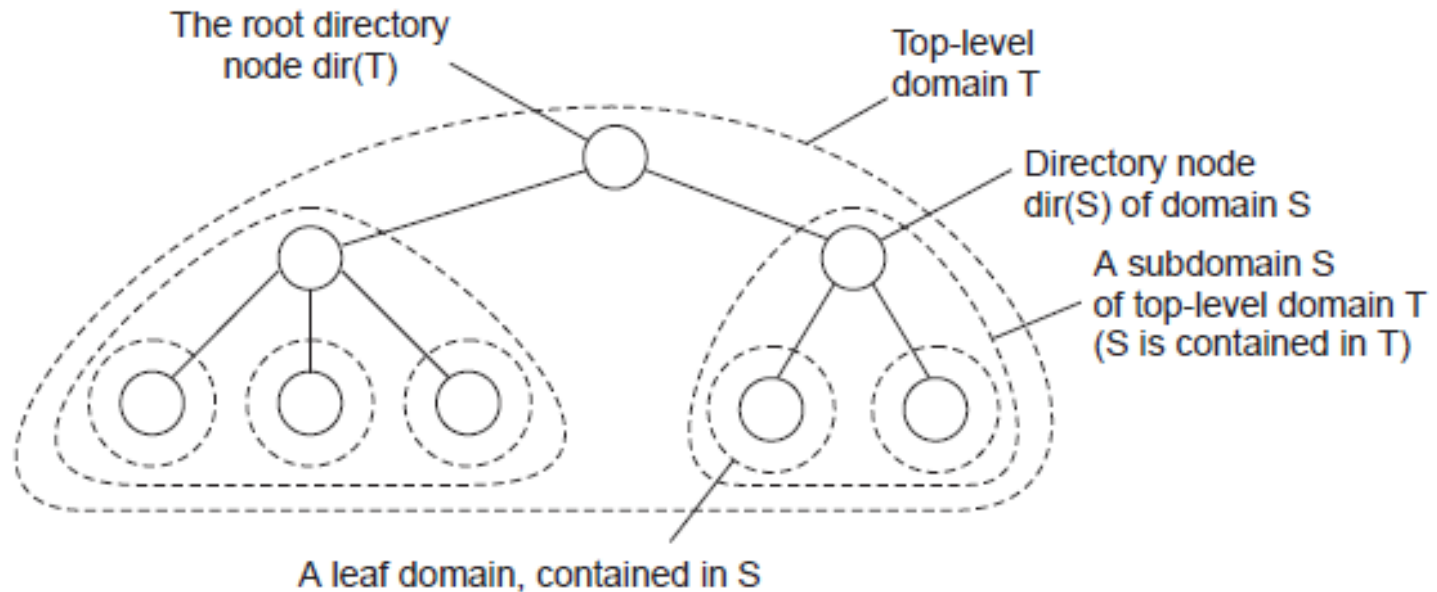 The root directory
node dir(T)
Top-level
domain T
Directory node
dir(S) of domain S
A subdomain S
of top-level domain T
(S is contained in T)
A leaf domain, contained in S